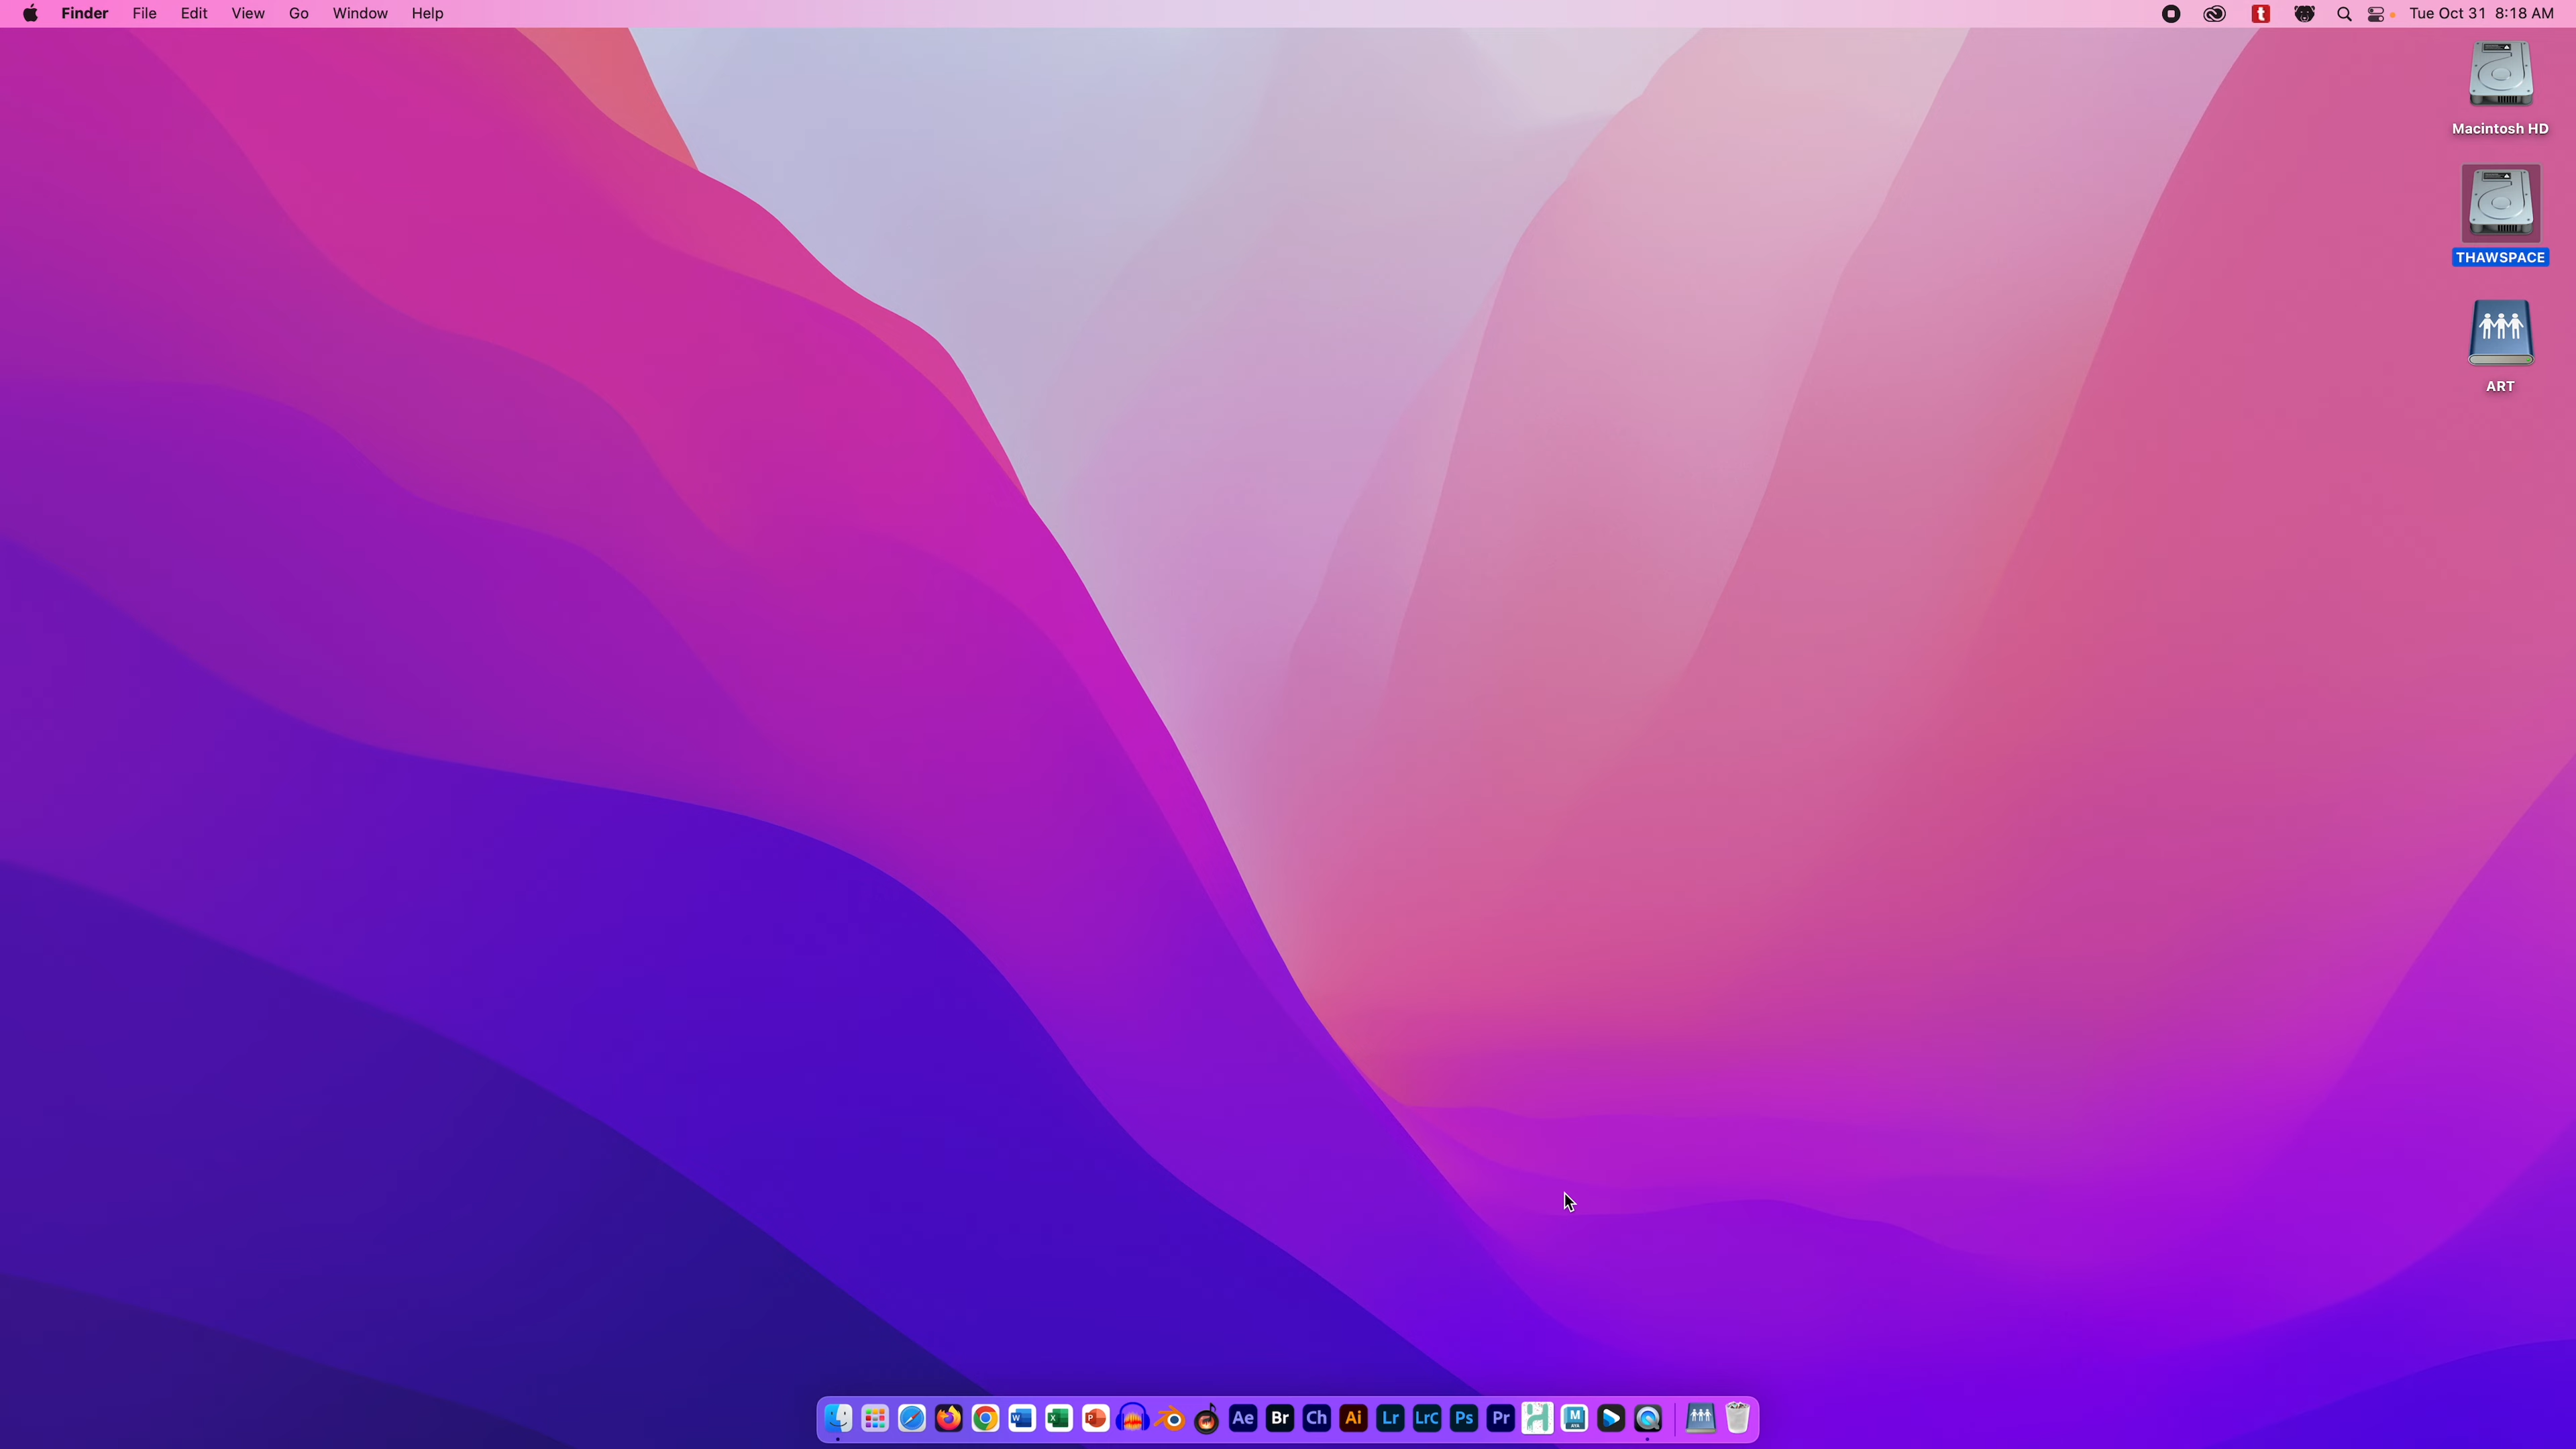 Finder File Edit View Go Window Help
t Tue Oct 31 8:18 AM
Macintosh HD
THAWSPACE
ART
W X P Ae Br Ch Ai Lr LrC Ps Pr M